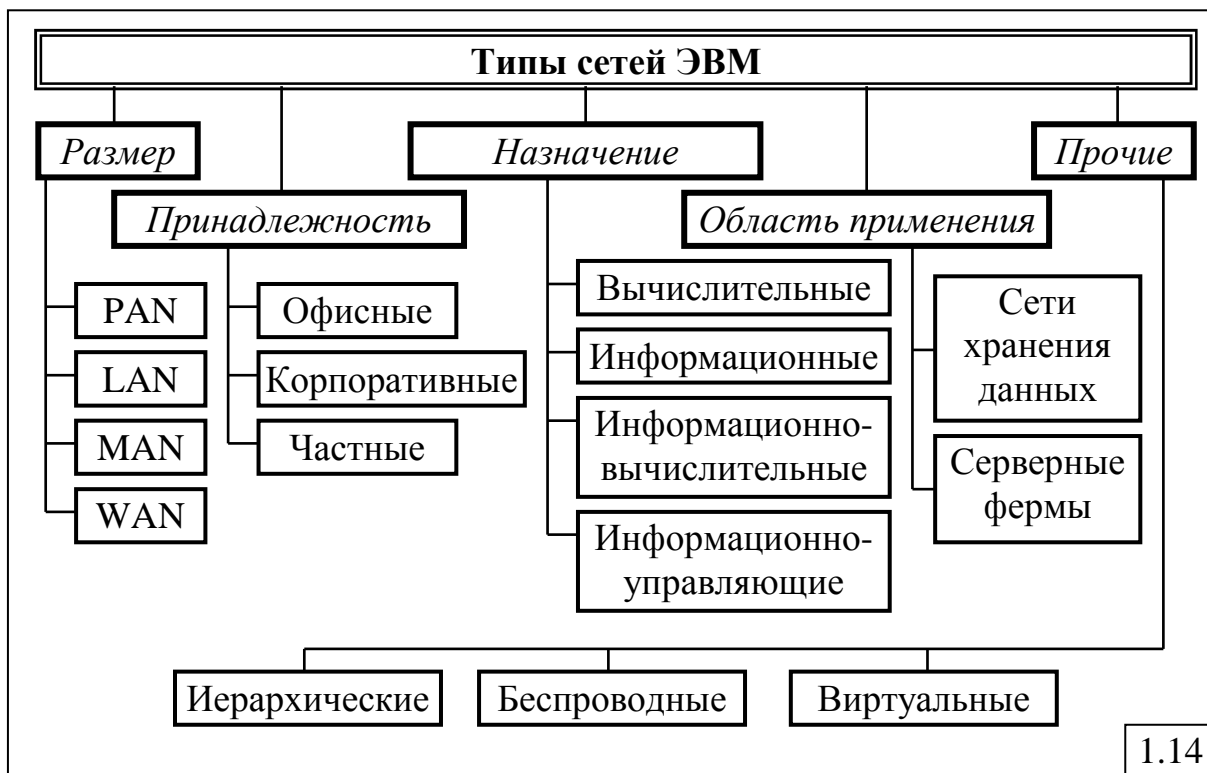 Типы сетей ЭВМ
Размер
Назначение
Прочие
Принадлежность
Область применения
PAN
LAN
MAN
WAN
Офисные
Корпоративные
Частные
Вычислительные
Информационные
Информационно-
вычислительные
Информационно-
управляющие
Сети
хранения
данных
Серверные
фермы
Иерархические
Беспроводные
Виртуальные
1.14